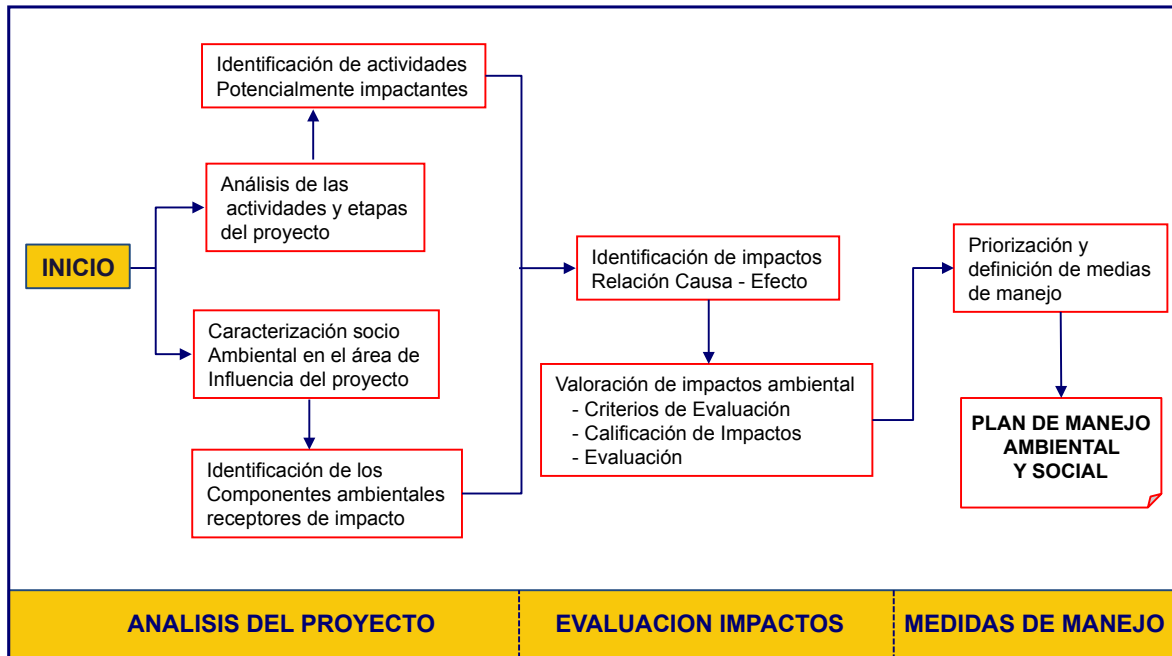 Identificación de actividades
Potencialmente impactantes
Análisis de las
actividades y etapas
del proyecto
INICIO
Caracterización socio
Ambiental en el área de
Influencia del proyecto
Identificación de los
Componentes ambientales
receptores de impacto
Identificación de impactos
Relación Causa - Efecto
Valoración de impactos ambiental
- Criterios de Evaluación
- Calificación de Impactos
- Evaluación
Priorización y
definición de medias
de manejo
PLAN DE MANEJO
AMBIENTAL
Y SOCIAL
ANALISIS DEL PROYECTO
EVALUACION IMPACTOS
MEDIDAS DE MANEJO